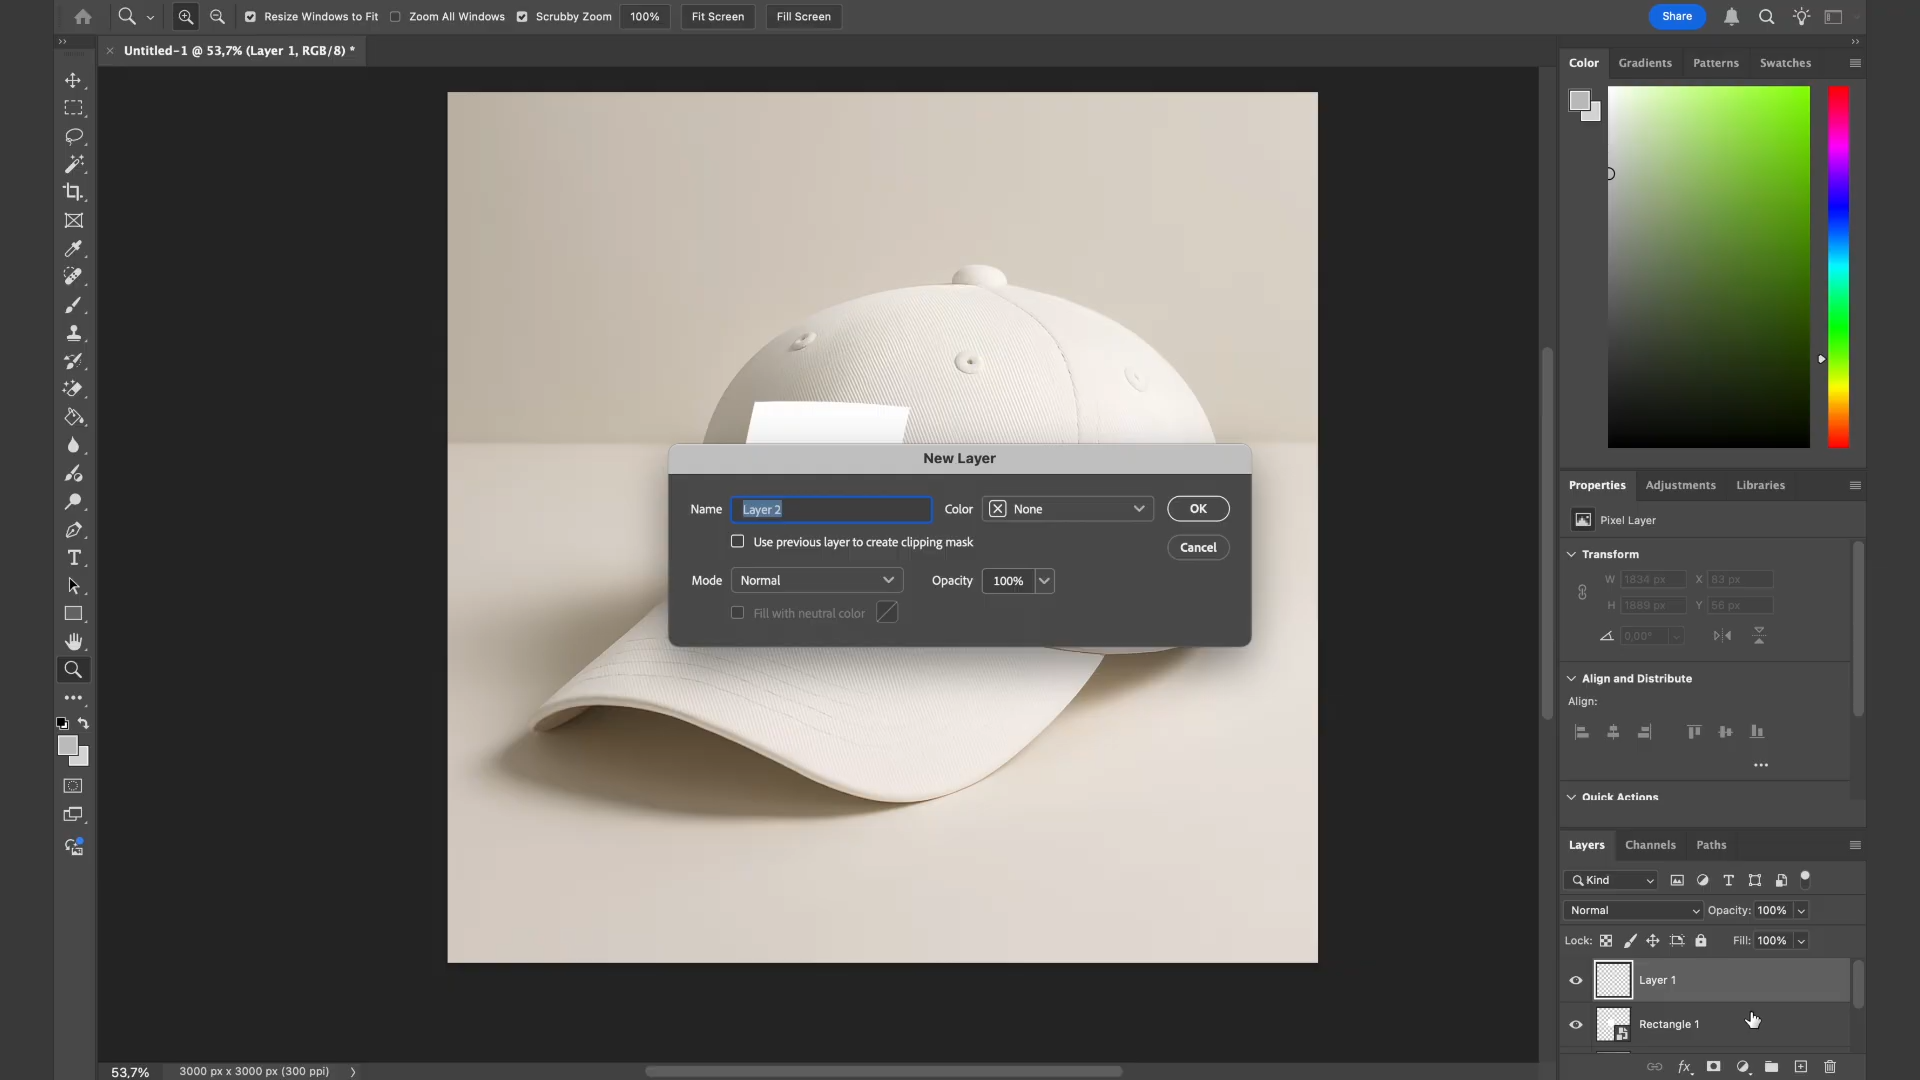 Resize Windows to Fit
Zoom All Windows
Scrubby Zoom
100%
Fit Screen
Fill Screen
Share
Untitled-1 @ 53,7% (Layer 1, RGB/8) *
Color
Gradients
Patterns
Swatches
New Layer
Name
Layer 2
Color
None
OK
Use previous layer to create clipping mask
Cancel
Mode
Normal
Opacity
100%
Fill with neutral color
Properties
Adjustments
Libraries
Pixel Layer
Transform
W 1834 px X 83 px
H 1889 px Y 56 px
0,00°
Align and Distribute
Align:
Quick Actions
Layers
Channels
Paths
Kind
Normal
Opacity: 100%
Lock:
Fill: 100%
Layer 1
Rectangle 1
fx
53,7%
3000 px x 3000 px (300 ppi)